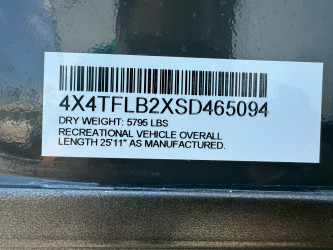 4X4TFLB2XSD465094
DRY WEIGHT: 5795 LBS
RECREATIONAL VEHICLE OVERALL
LENGTH 25'11" AS MANUFACTURED.